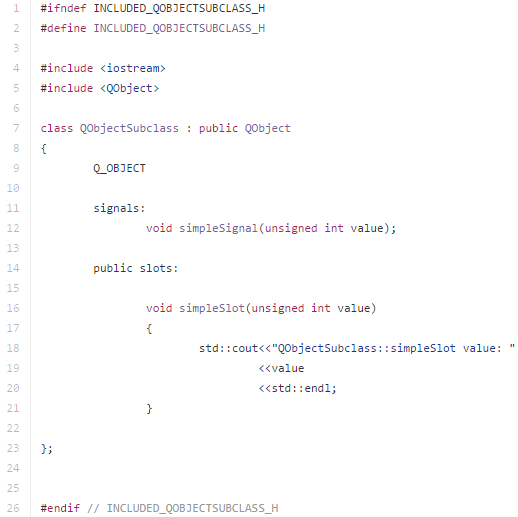 1 #ifndef INCLUDED_QOBJECTSUBCLASS_H
2 #define INCLUDED_QOBJECTSUBCLASS_H
3
4 #include <iostream>
5 #include <QObject>
6
7 class QObjectSubclass : public QObject
8 {
9         Q_OBJECT
10
11         signals:
12                 void simpleSignal(unsigned int value);
13
14         public slots:
15
16                 void simpleSlot(unsigned int value)
17                 {
18                         std::cout<<"QObjectSubclass::simpleSlot value: "
19                                  <<value
20                                  <<std::endl;
21                 }
22
23 };
24
25
26 #endif // INCLUDED_QOBJECTSUBCLASS_H